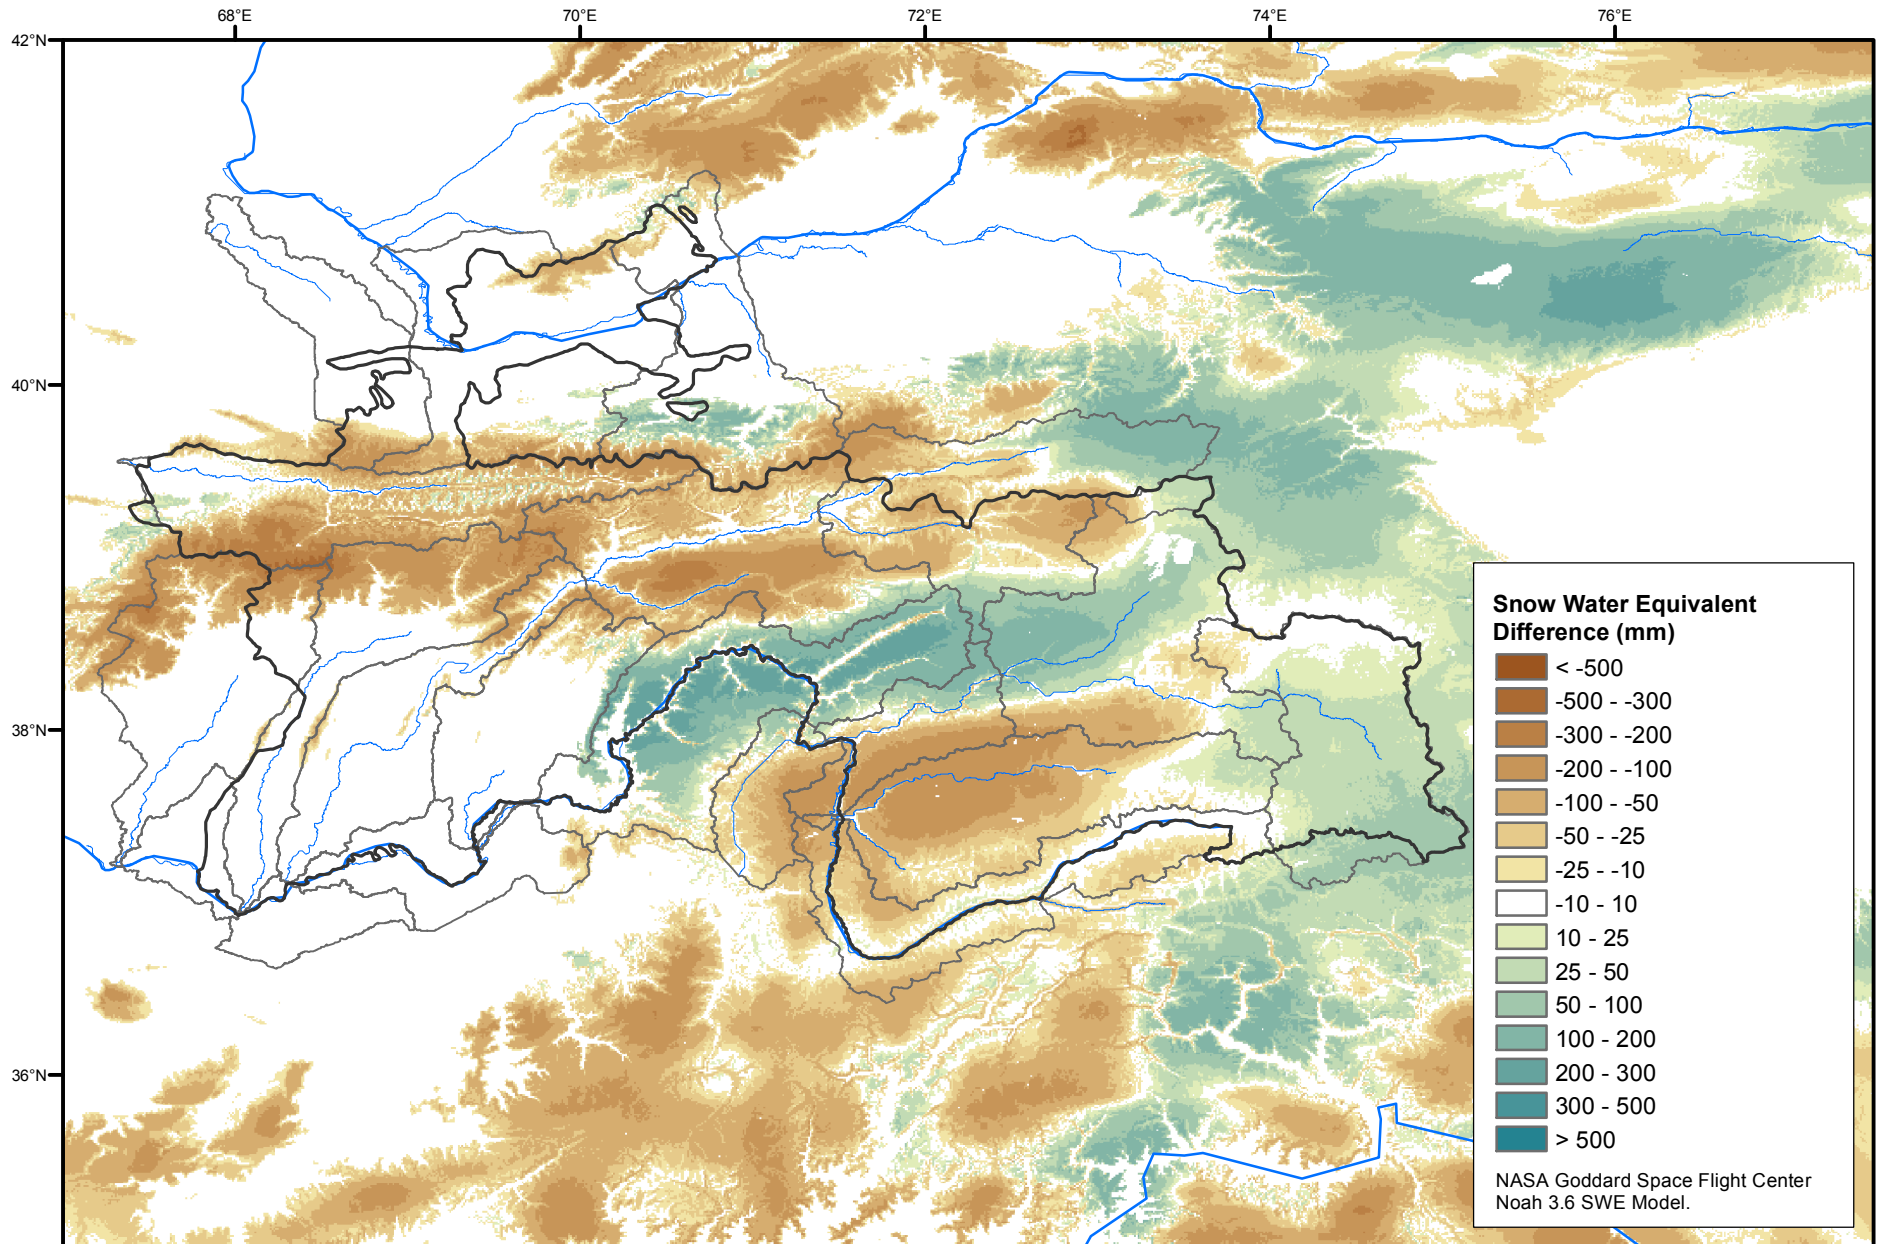 68°E
70°E
72°E
74°E
76°E
42°N
40°N
38°N
36°N
Snow Water Equivalent
Difference (mm)
< -500
-500 - -300
-300 - -200
-200 - -100
-100 - -50
-50 - -25
-25 - -10
-10 - 10
10 - 25
25 - 50
50 - 100
100 - 200
200 - 300
300 - 500
> 500
NASA Goddard Space Flight Center
Noah 3.6 SWE Model.